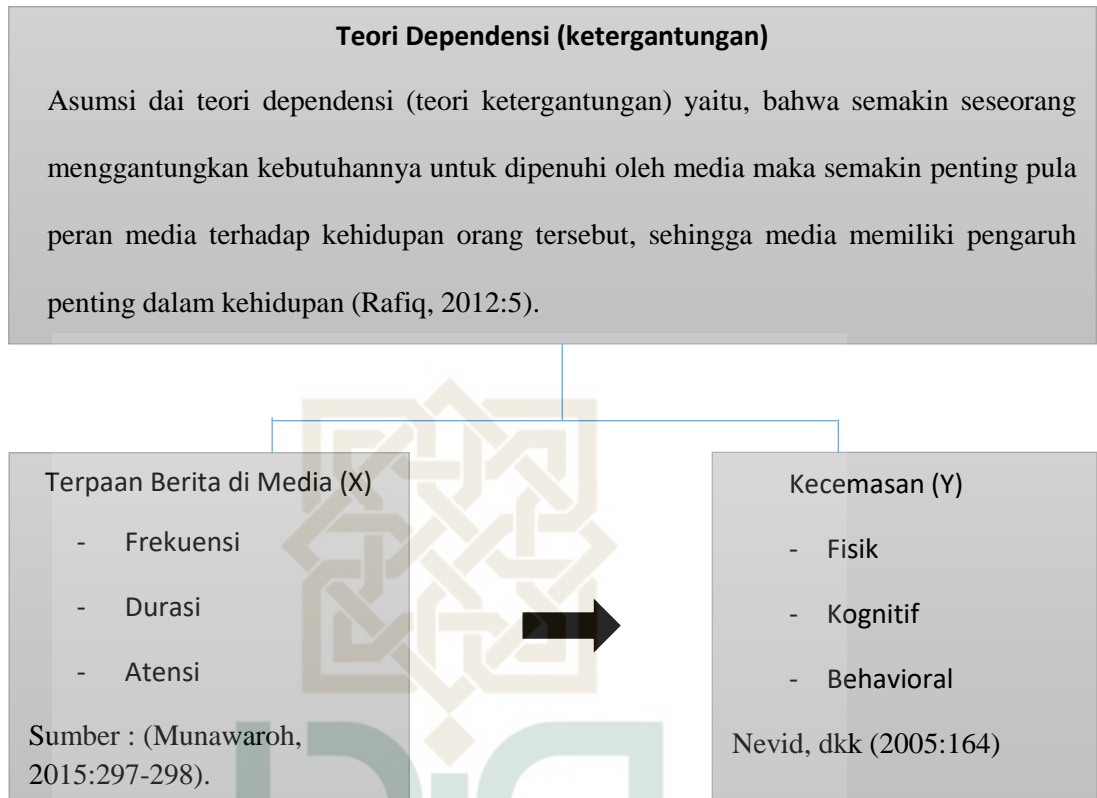 Teori Dependensi (ketergantungan)
Asumsi dai teori dependensi (teori ketergantungan) yaitu, bahwa semakin seseorang
menggantungkan kebutuhannya untuk dipenuhi oleh media maka semakin penting pula
peran media terhadap kehidupan orang tersebut, sehingga media memiliki pengaruh
penting dalam kehidupan (Rafiq, 2012:5).
Terpaan Berita di Media (X)
- Frekuensi
- Durasi
- Atensi
Sumber : (Munawaroh,
2015:297-298).
Kecemasan (Y)
- Fisik
- Kognitif
- Behavioral
Nevid, dkk (2005:164)